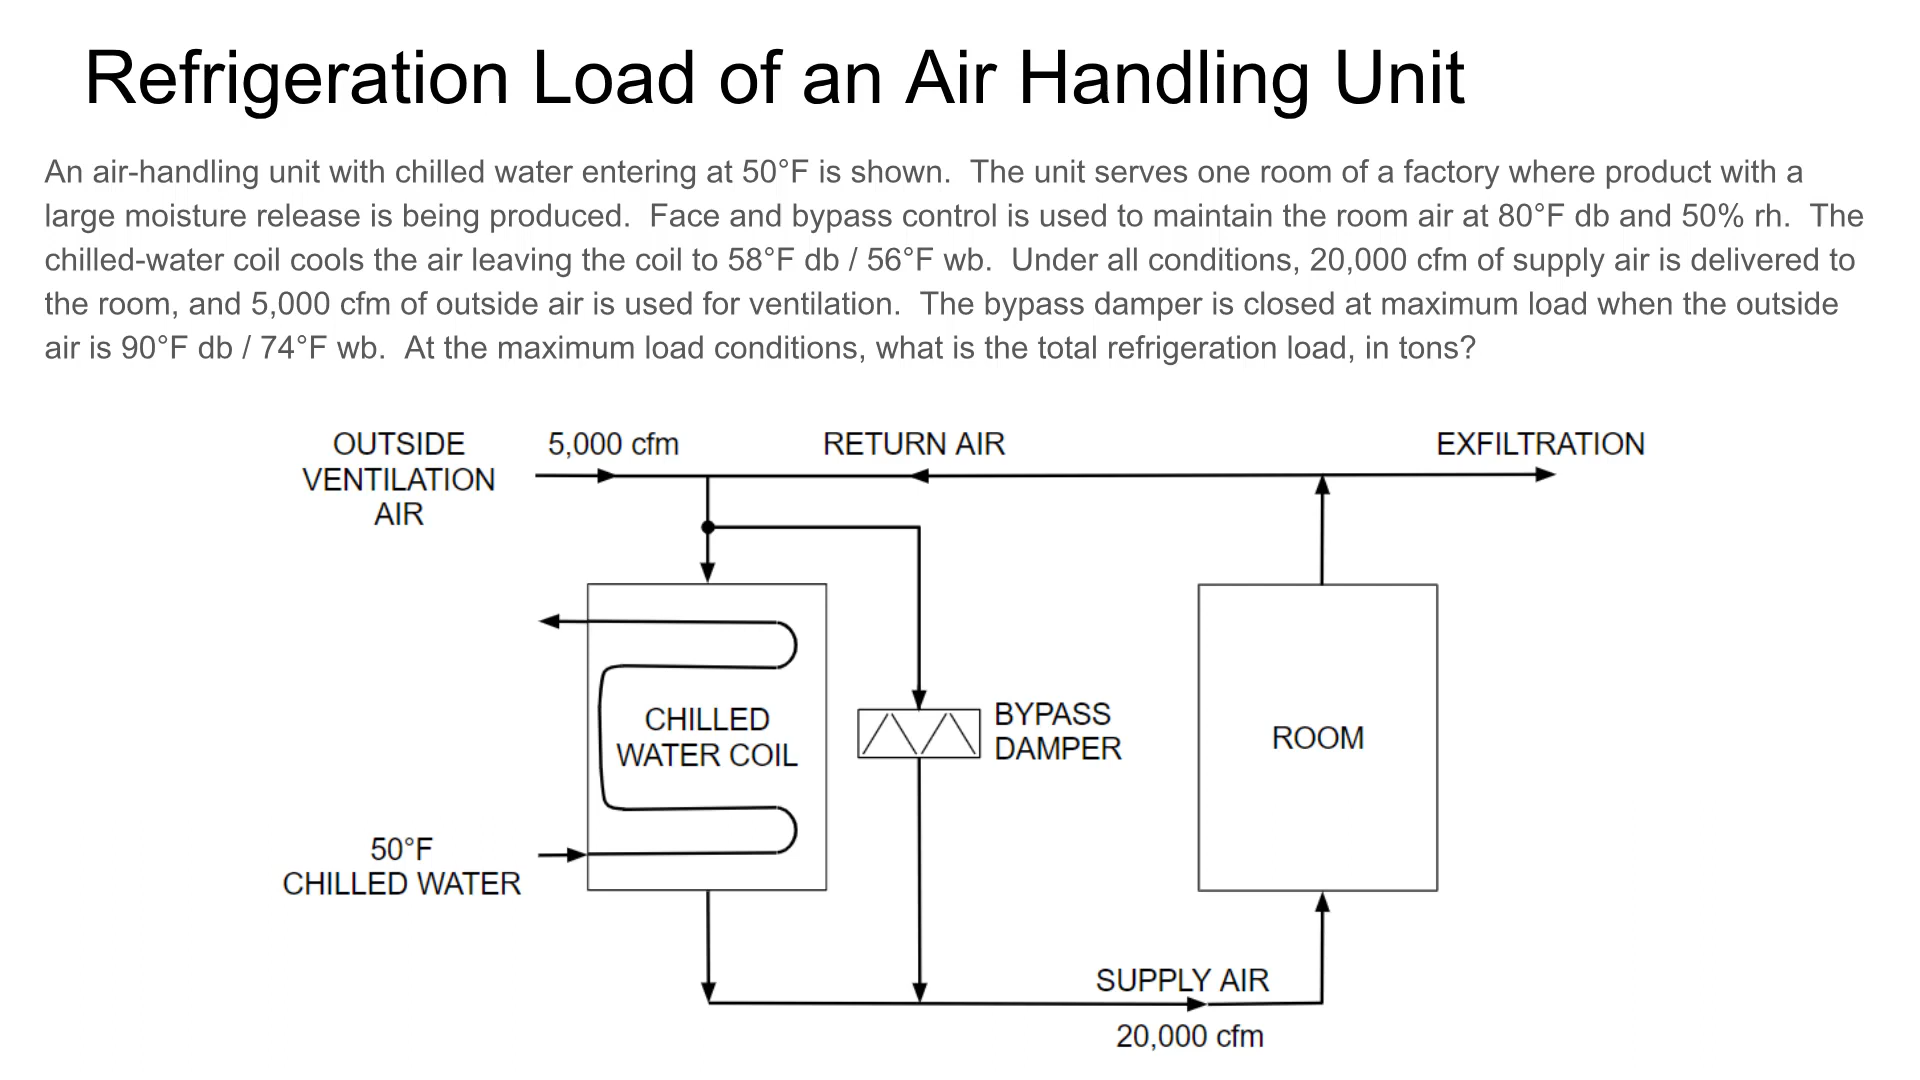 Refrigeration Load of an Air Handling Unit
An air-handling unit with chilled water entering at 50°F is shown.  The unit serves one room of a factory where product with a
large moisture release is being produced.  Face and bypass control is used to maintain the room air at 80°F db and 50% rh.  The
chilled-water coil cools the air leaving the coil to 58°F db / 56°F wb.  Under all conditions, 20,000 cfm of supply air is delivered to
the room, and 5,000 cfm of outside air is used for ventilation.  The bypass damper is closed at maximum load when the outside
air is 90°F db / 74°F wb.  At the maximum load conditions, what is the total refrigeration load, in tons?
OUTSIDE
VENTILATION
AIR
5,000 cfm
RETURN AIR
EXFILTRATION
CHILLED
WATER COIL
BYPASS
DAMPER
ROOM
50°F
CHILLED WATER
SUPPLY AIR
20,000 cfm